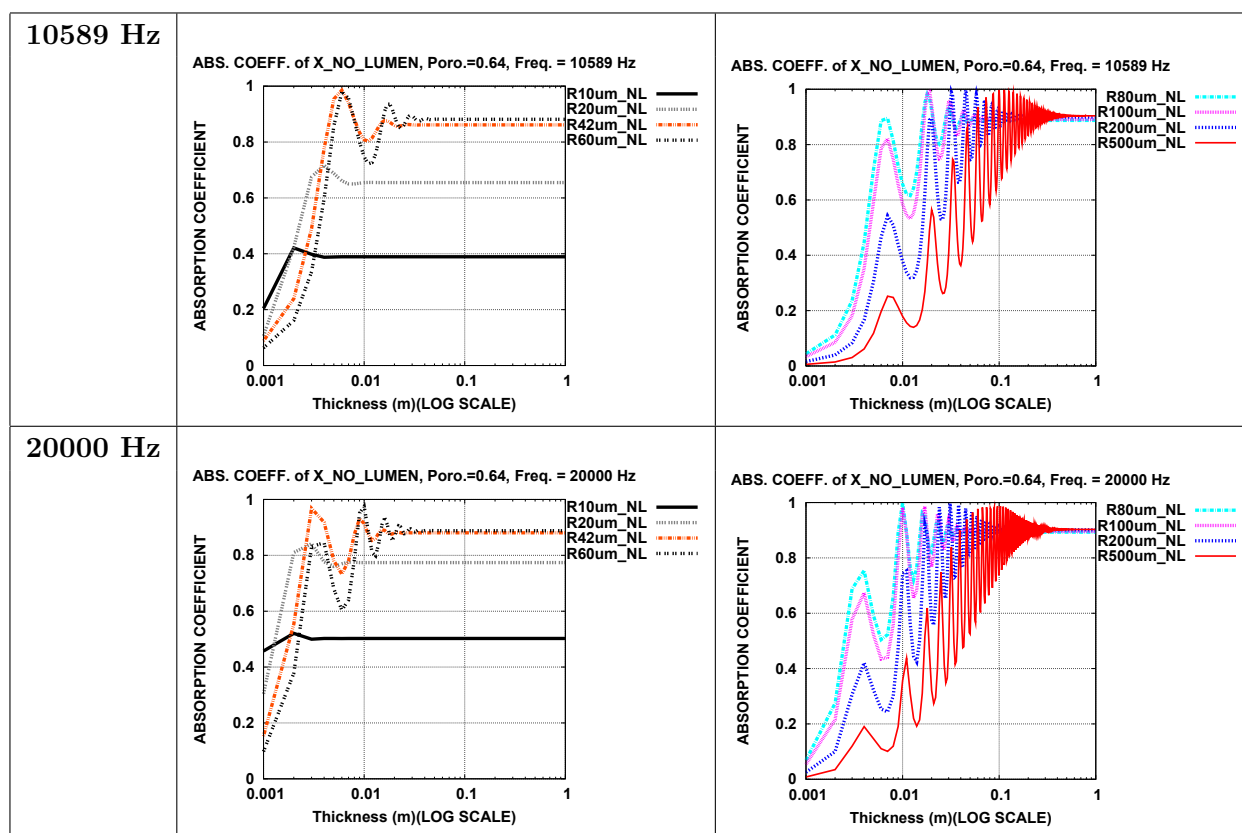 10589 Hz
ABS. COEFF. of X_NO_LUMEN, Poro.=0.64, Freq. = 10589 Hz
R10um_NL
R20um_NL
R42um_NL
R60um_NL
ABSORPTION COEFFICIENT
1
0.8
0.6
0.4
0.2
0
0.001 0.01 0.1 1
Thickness (m)(LOG SCALE)
ABS. COEFF. of X_NO_LUMEN, Poro.=0.64, Freq. = 10589 Hz
R80um_NL
R100um_NL
R200um_NL
R500um_NL
ABSORPTION COEFFICIENT
1
0.8
0.6
0.4
0.2
0
0.001 0.01 0.1 1
Thickness (m)(LOG SCALE)
20000 Hz
ABS. COEFF. of X_NO_LUMEN, Poro.=0.64, Freq. = 20000 Hz
R10um_NL
R20um_NL
R42um_NL
R60um_NL
ABSORPTION COEFFICIENT
1
0.8
0.6
0.4
0.2
0
0.001 0.01 0.1 1
Thickness (m)(LOG SCALE)
ABS. COEFF. of X_NO_LUMEN, Poro.=0.64, Freq. = 20000 Hz
R80um_NL
R100um_NL
R200um_NL
R500um_NL
ABSORPTION COEFFICIENT
1
0.8
0.6
0.4
0.2
0
0.001 0.01 0.1 1
Thickness (m)(LOG SCALE)